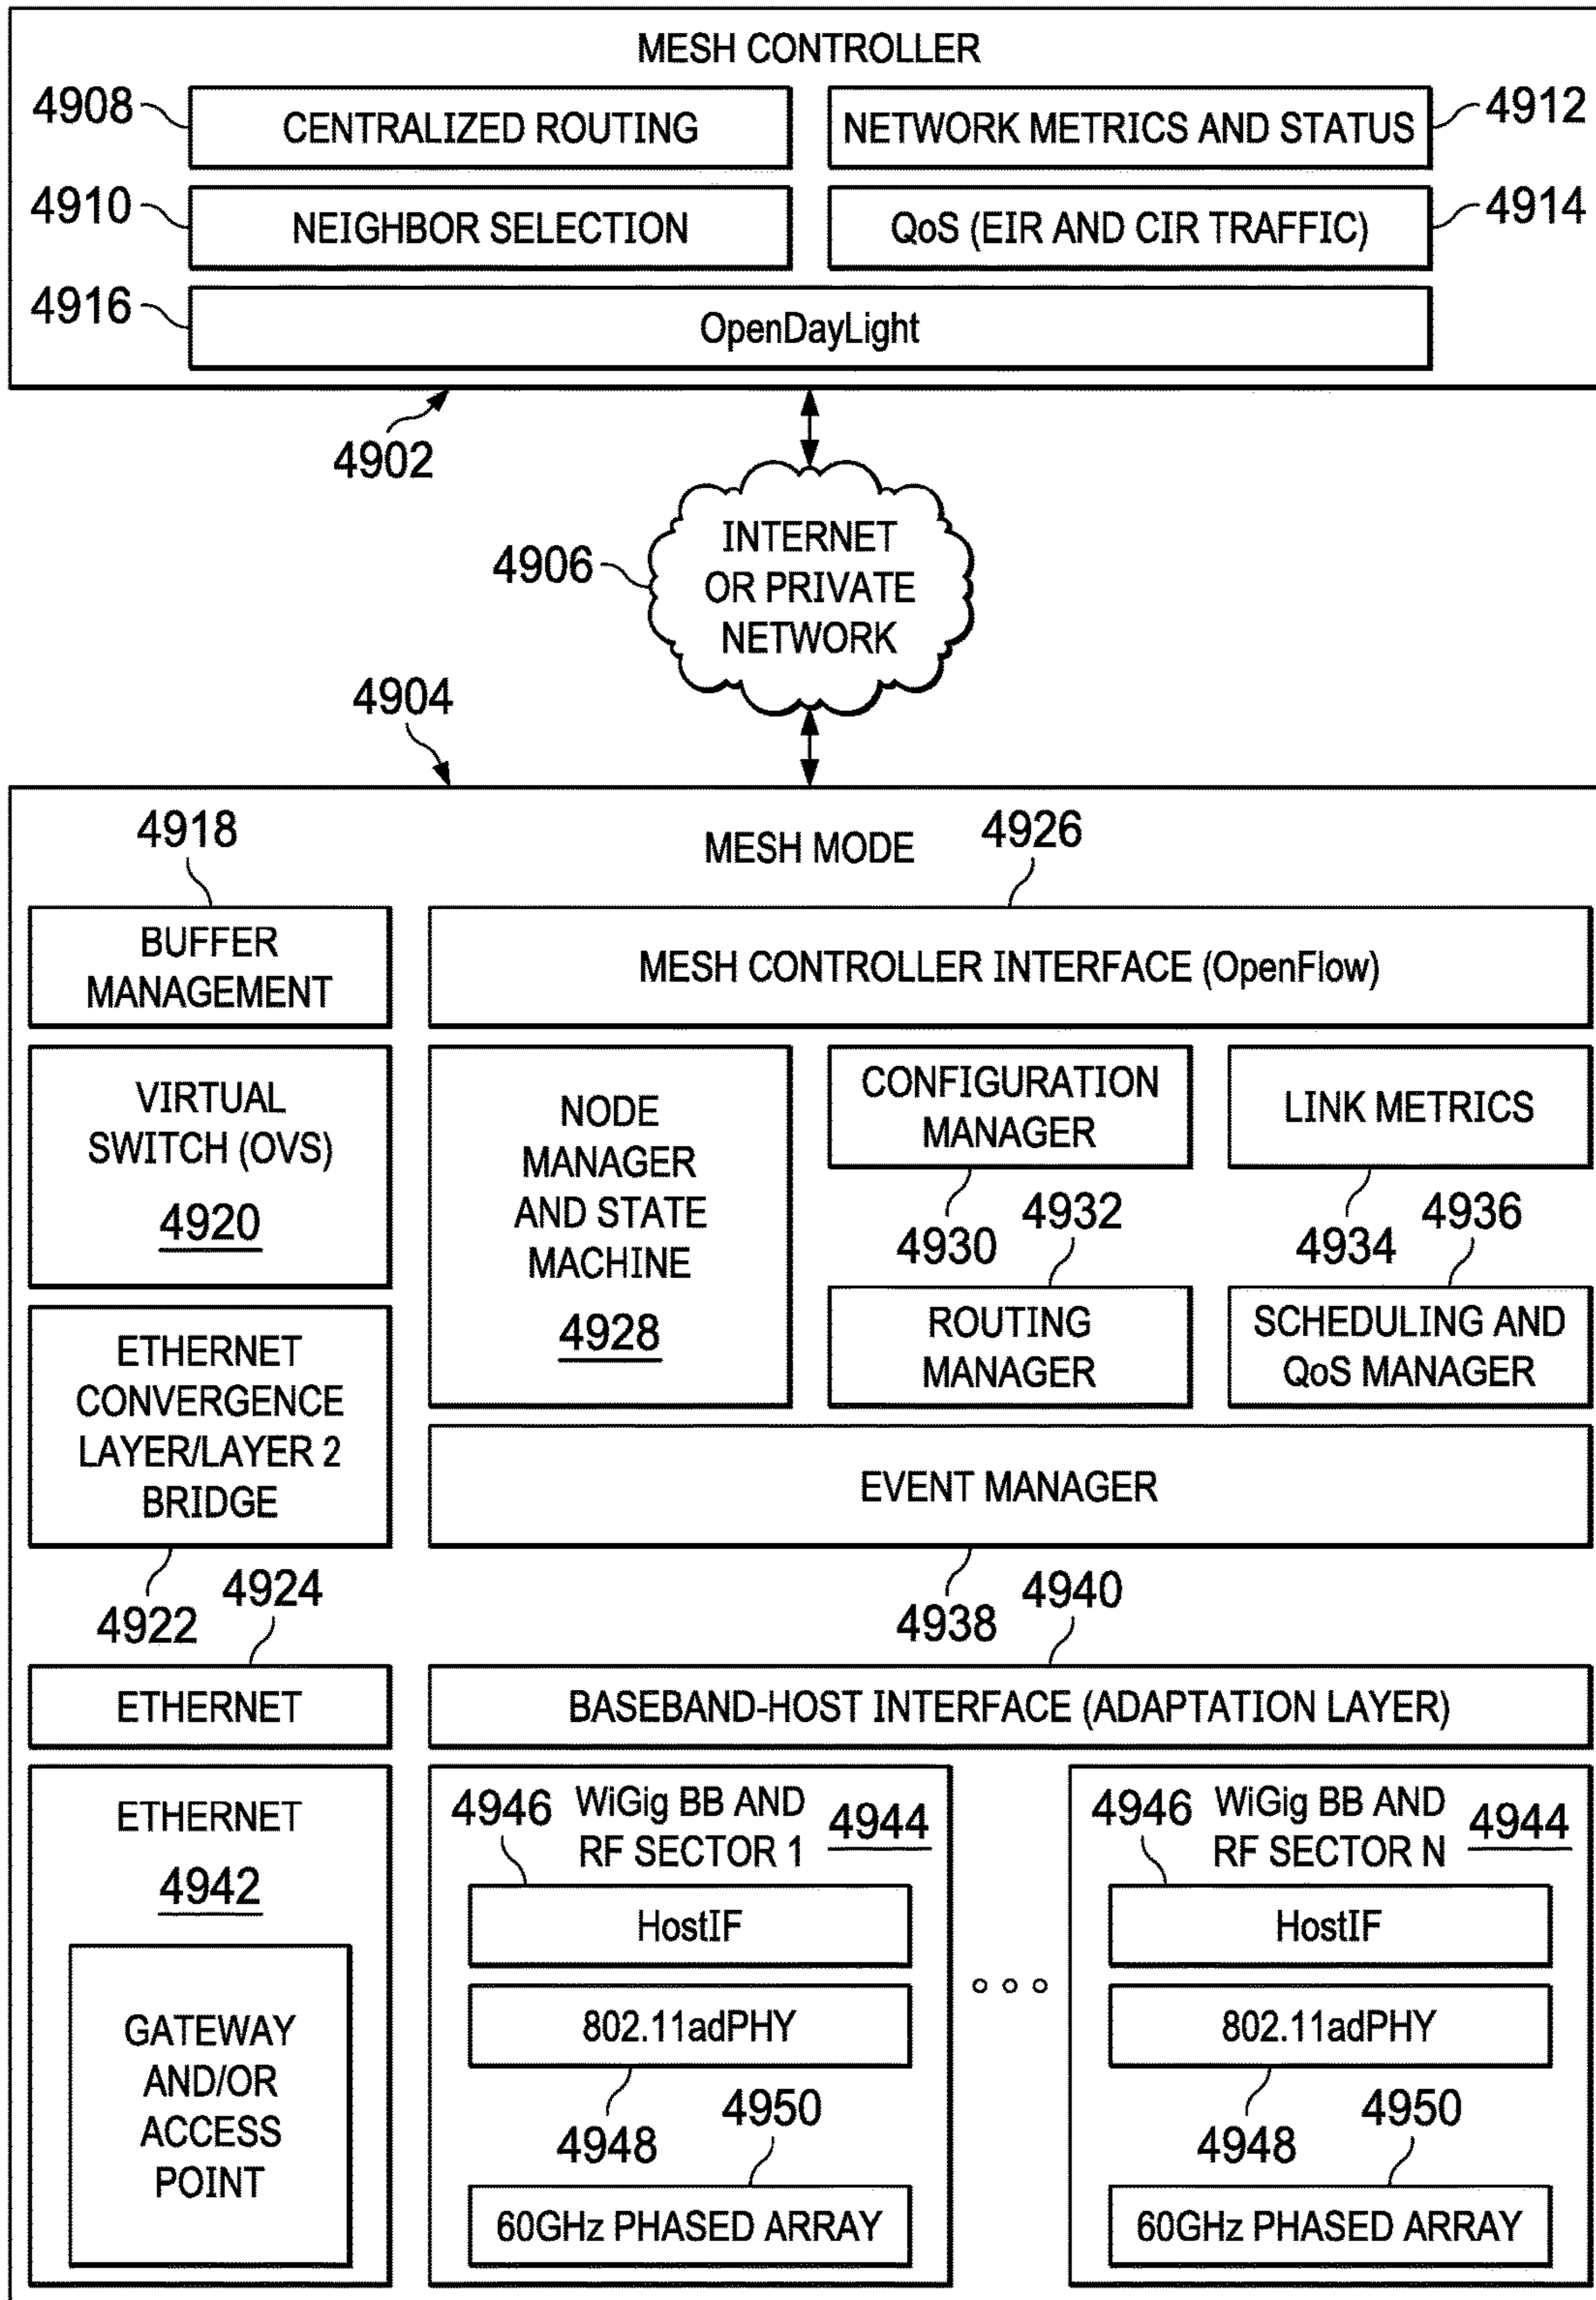 MESH CONTROLLER
4908
CENTRALIZED ROUTING
NETWORK METRICS AND STATUS
4912
4910
NEIGHBOR SELECTION
QoS (EIR AND CIR TRAFFIC)
4914
4916
OpenDayLight
4902
4906
INTERNET
OR PRIVATE
NETWORK
4904
4918
MESH MODE
4926
BUFFER
MANAGEMENT
MESH CONTROLLER INTERFACE (OpenFlow)
VIRTUAL
SWITCH (OVS)
4920
NODE
MANAGER
AND STATE
MACHINE
4928
CONFIGURATION
MANAGER
LINK METRICS
4930
4932
4934
4936
ROUTING
MANAGER
SCHEDULING AND
QoS MANAGER
ETHERNET
CONVERGENCE
LAYER/LAYER 2
BRIDGE
EVENT MANAGER
4922
4924
4938
4940
ETHERNET
BASEBAND-HOST INTERFACE (ADAPTATION LAYER)
ETHERNET
4942
GATEWAY
AND/OR
ACCESS
POINT
4946
WiGig BB AND
RF SECTOR 1
4944
HostIF
802.11adPHY
4948
4950
60GHz PHASED ARRAY
4946
WiGig BB AND
RF SECTOR N
4944
HostIF
802.11adPHY
4948
4950
60GHz PHASED ARRAY